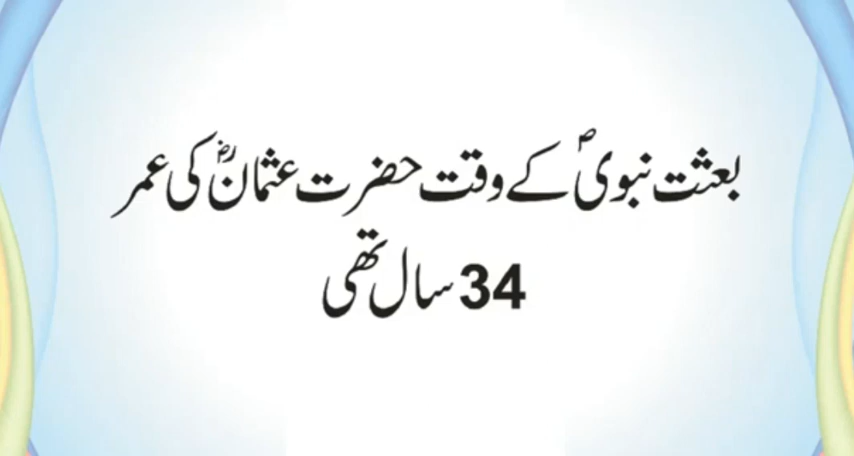 بعثت نبویؐ کے وقت حضرت عثمانؓ کی عمر
34 سال تھی